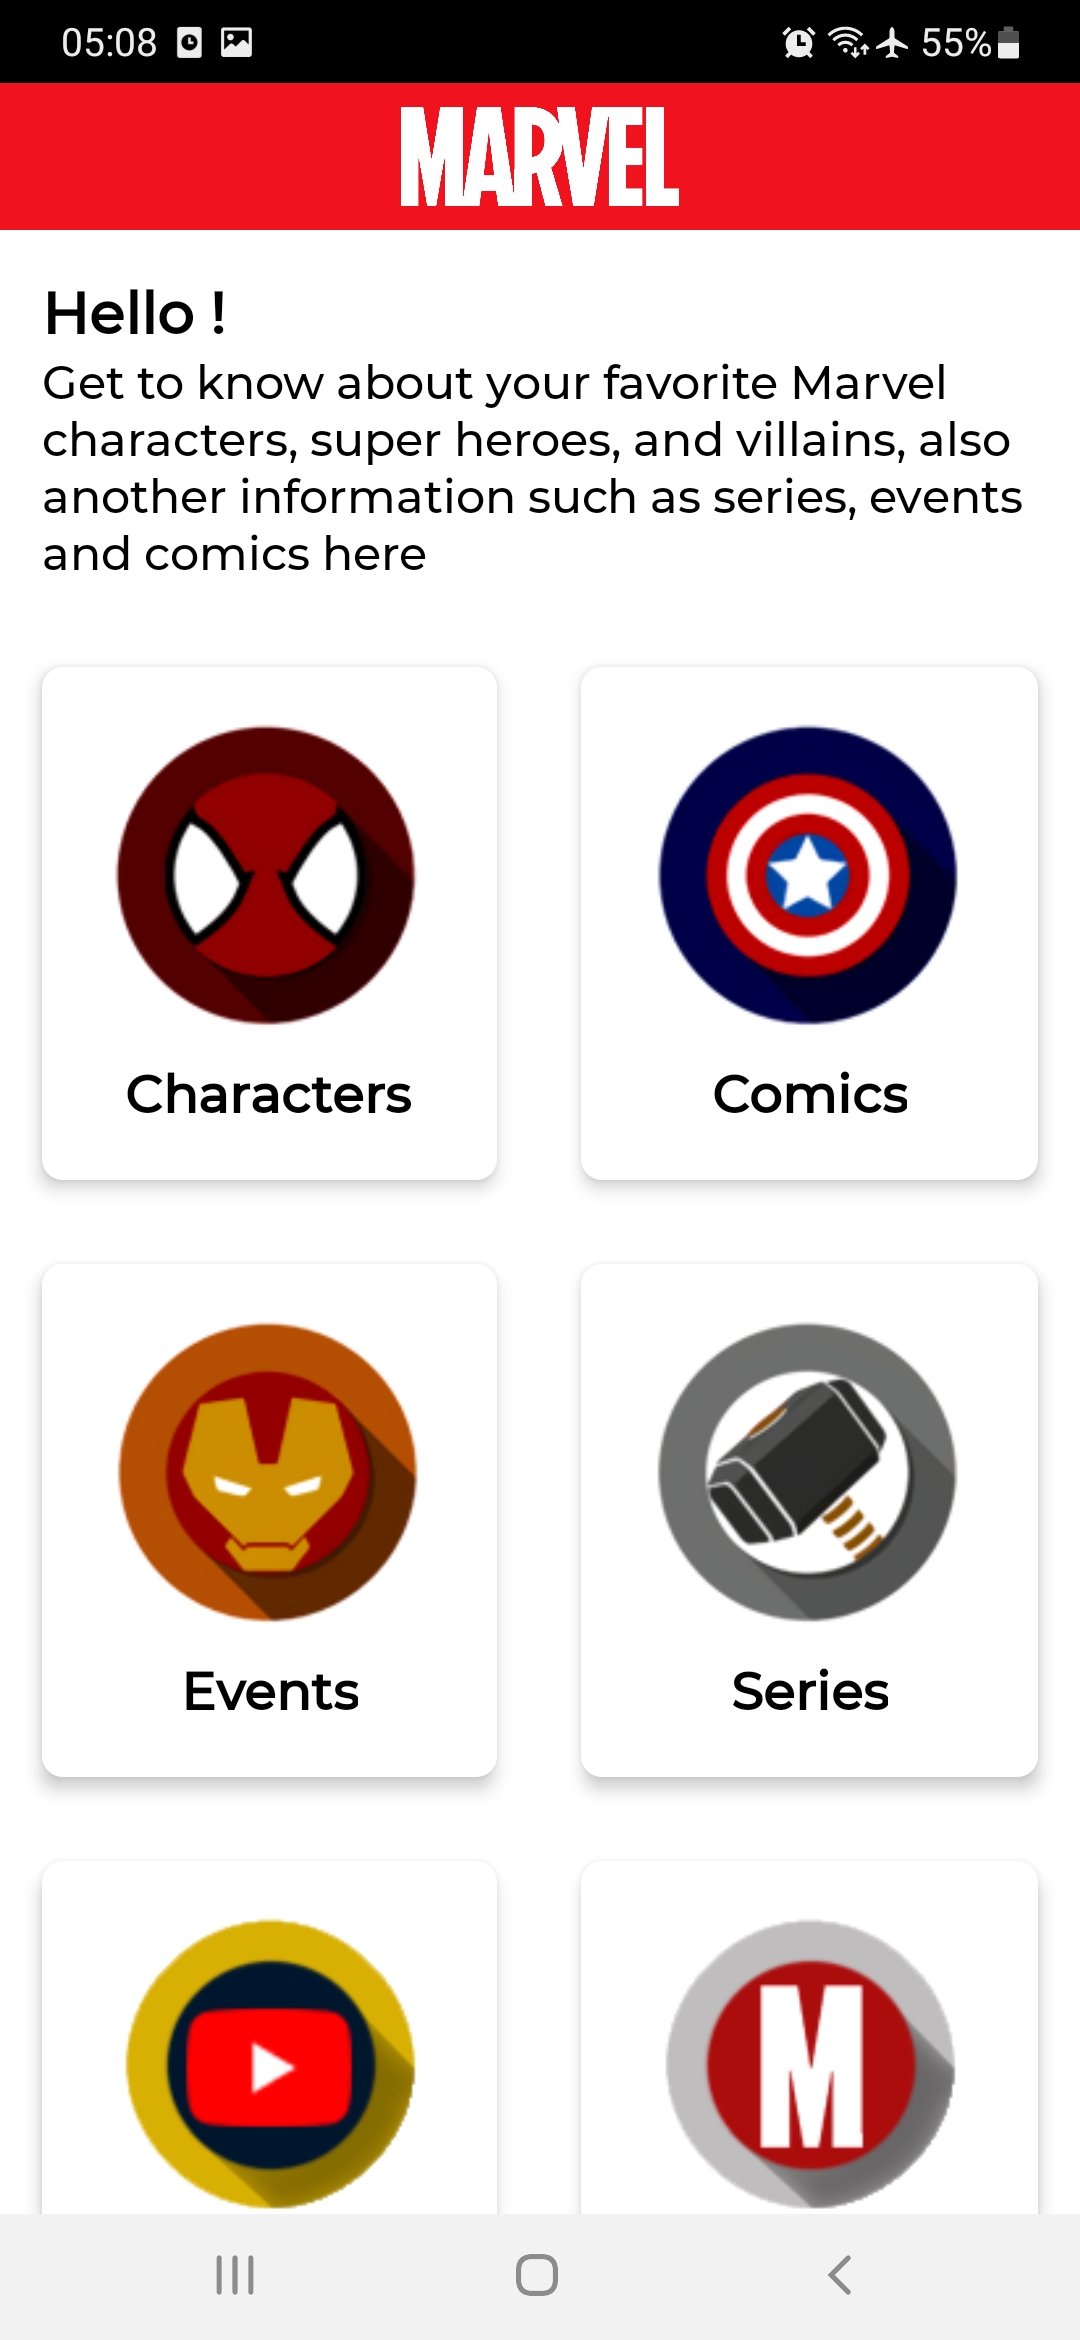 05:08
55%
MARVEL
Hello !
Get to know about your favorite Marvel
characters, super heroes, and villains, also
another information such as series, events
and comics here
Characters
Comics
Events
Series
M